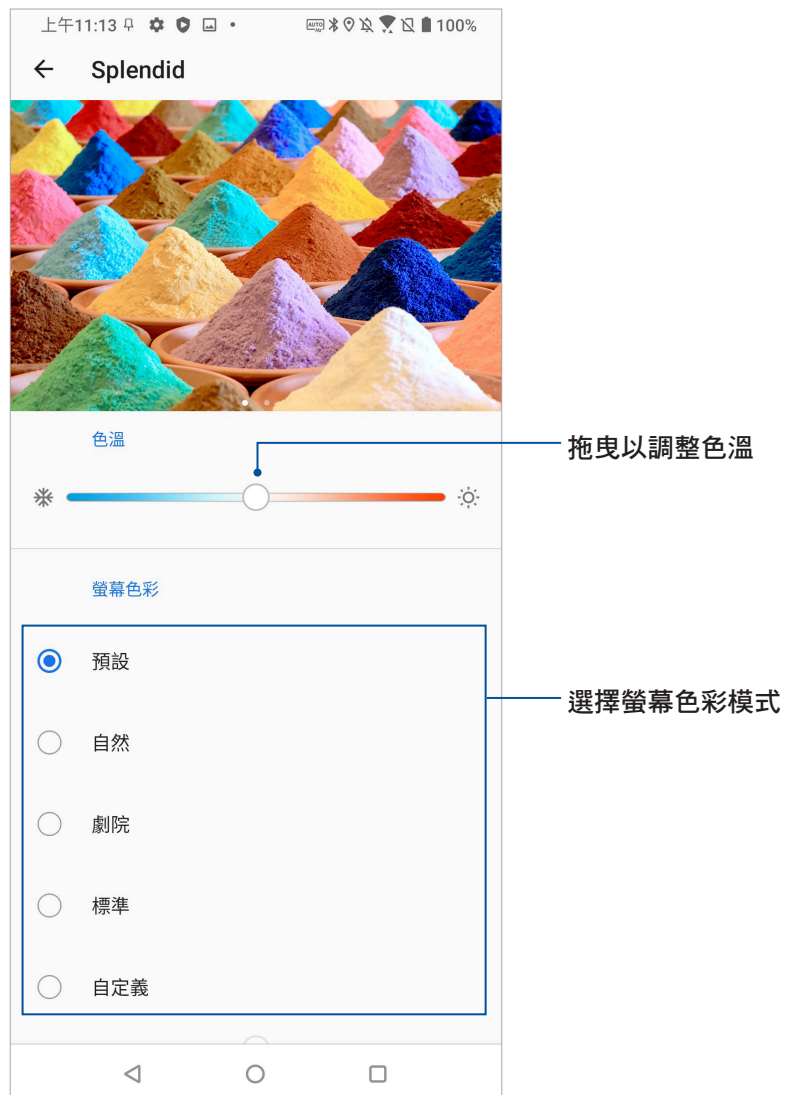 上午11:13 100%
Splendid
色溫
拖曳以調整色溫
螢幕色彩
預設
選擇螢幕色彩模式
自然
劇院
標準
自定義